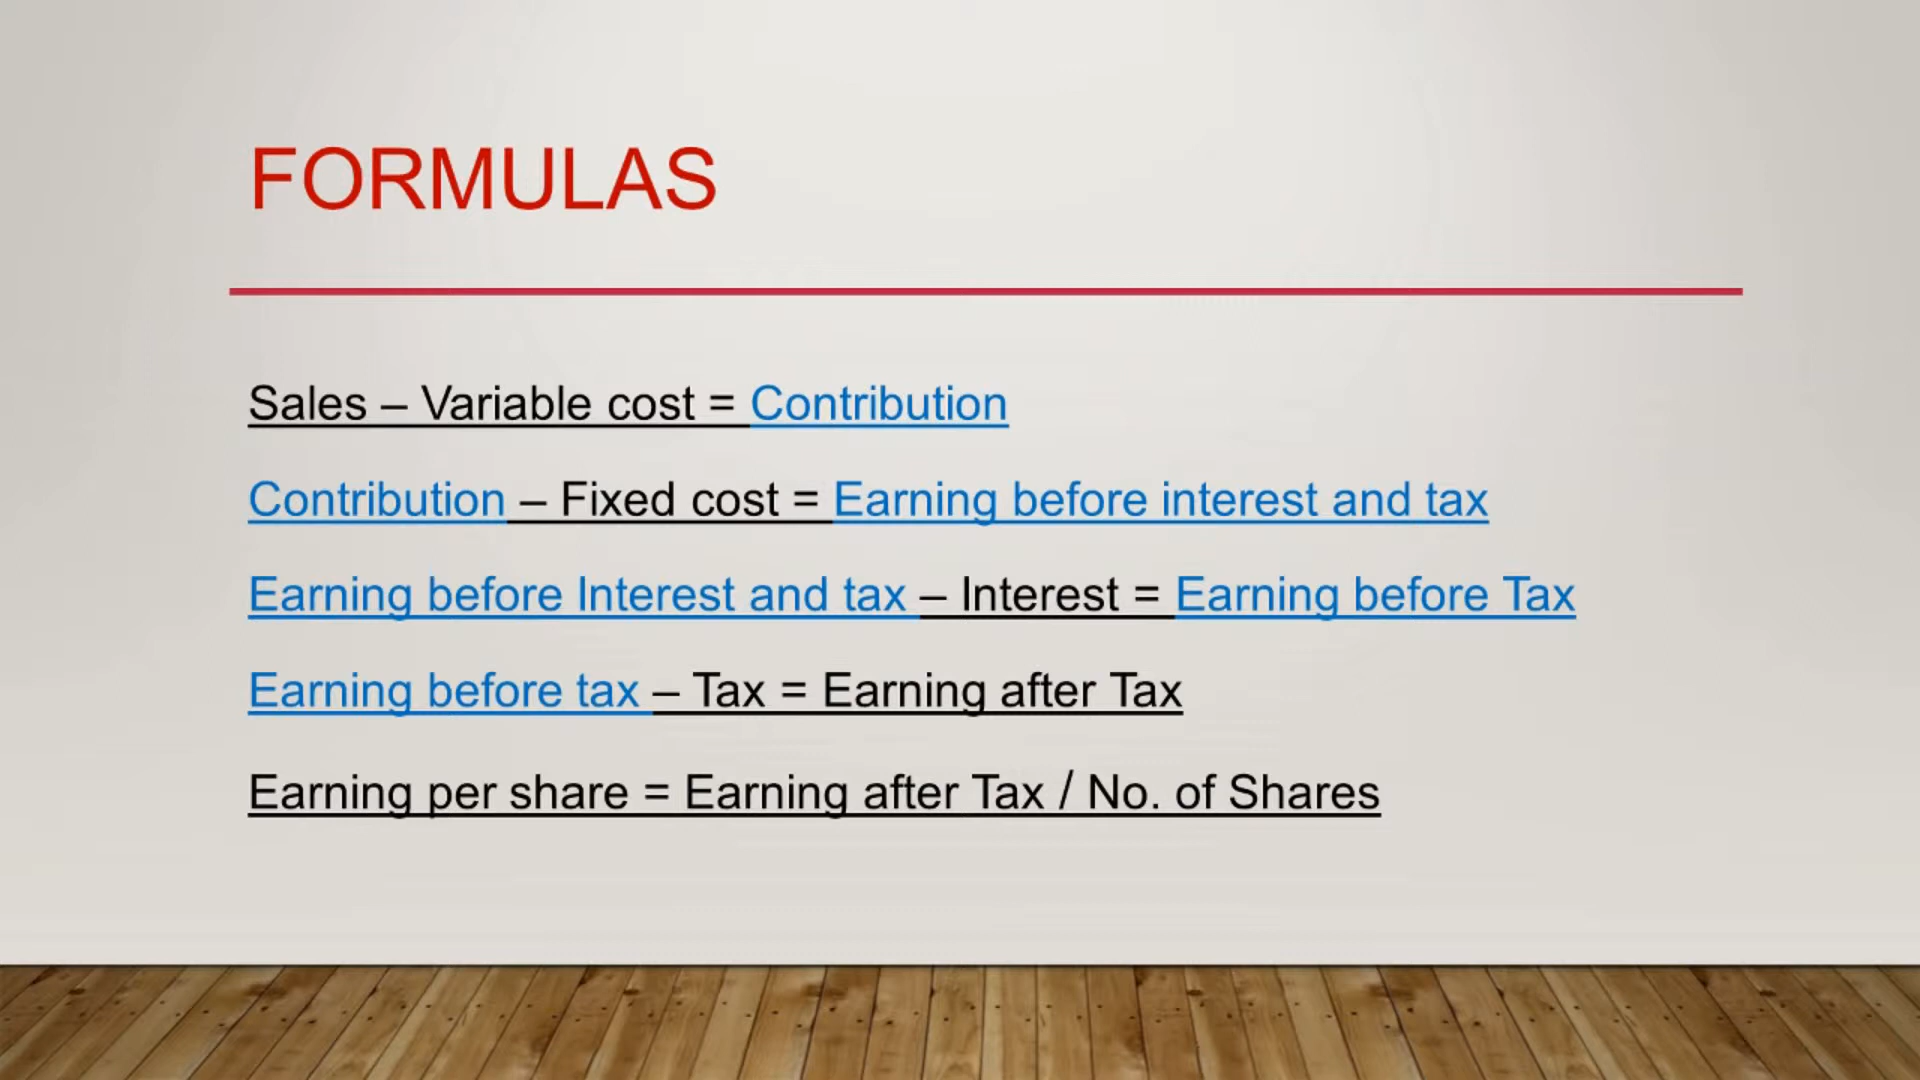 FORMULAS
Sales – Variable cost = Contribution
Contribution – Fixed cost = Earning before interest and tax
Earning before Interest and tax – Interest = Earning before Tax
Earning before tax – Tax = Earning after Tax
Earning per share = Earning after Tax / No. of Shares